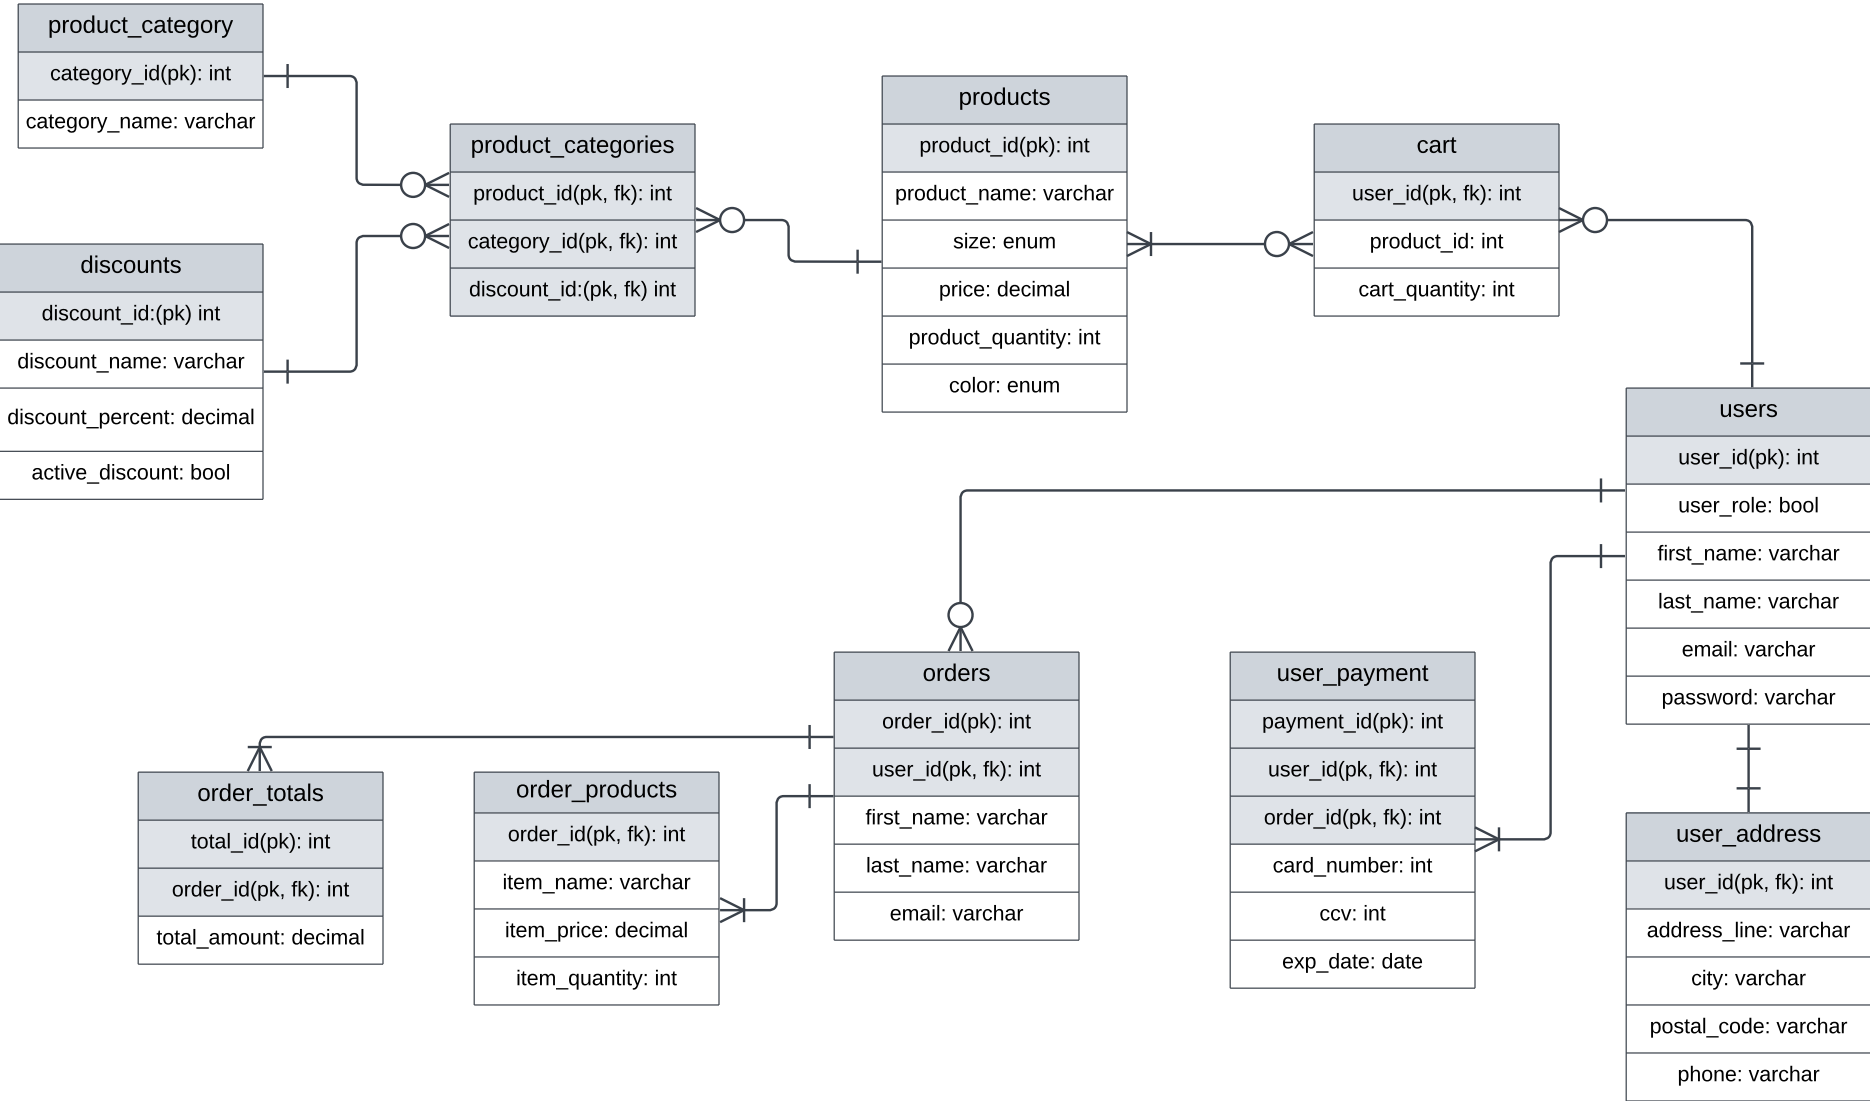 product_category
category_id(pk): int
category_name: varchar
discounts
discount_id:(pk) int
discount_name: varchar
discount_percent: decimal
active_discount: bool
product_categories
product_id(pk, fk): int
category_id(pk, fk): int
discount_id:(pk, fk) int
products
product_id(pk): int
product_name: varchar
size: enum
price: decimal
product_quantity: int
color: enum
cart
user_id(pk, fk): int
product_id: int
cart_quantity: int
users
user_id(pk): int
user_role: bool
first_name: varchar
last_name: varchar
email: varchar
password: varchar
order_totals
total_id(pk): int
order_id(pk, fk): int
total_amount: decimal
order_products
order_id(pk, fk): int
item_name: varchar
item_price: decimal
item_quantity: int
orders
order_id(pk): int
user_id(pk, fk): int
first_name: varchar
last_name: varchar
email: varchar
user_payment
payment_id(pk): int
user_id(pk, fk): int
order_id(pk, fk): int
card_number: int
ccv: int
exp_date: date
user_address
user_id(pk, fk): int
address_line: varchar
city: varchar
postal_code: varchar
phone: varchar